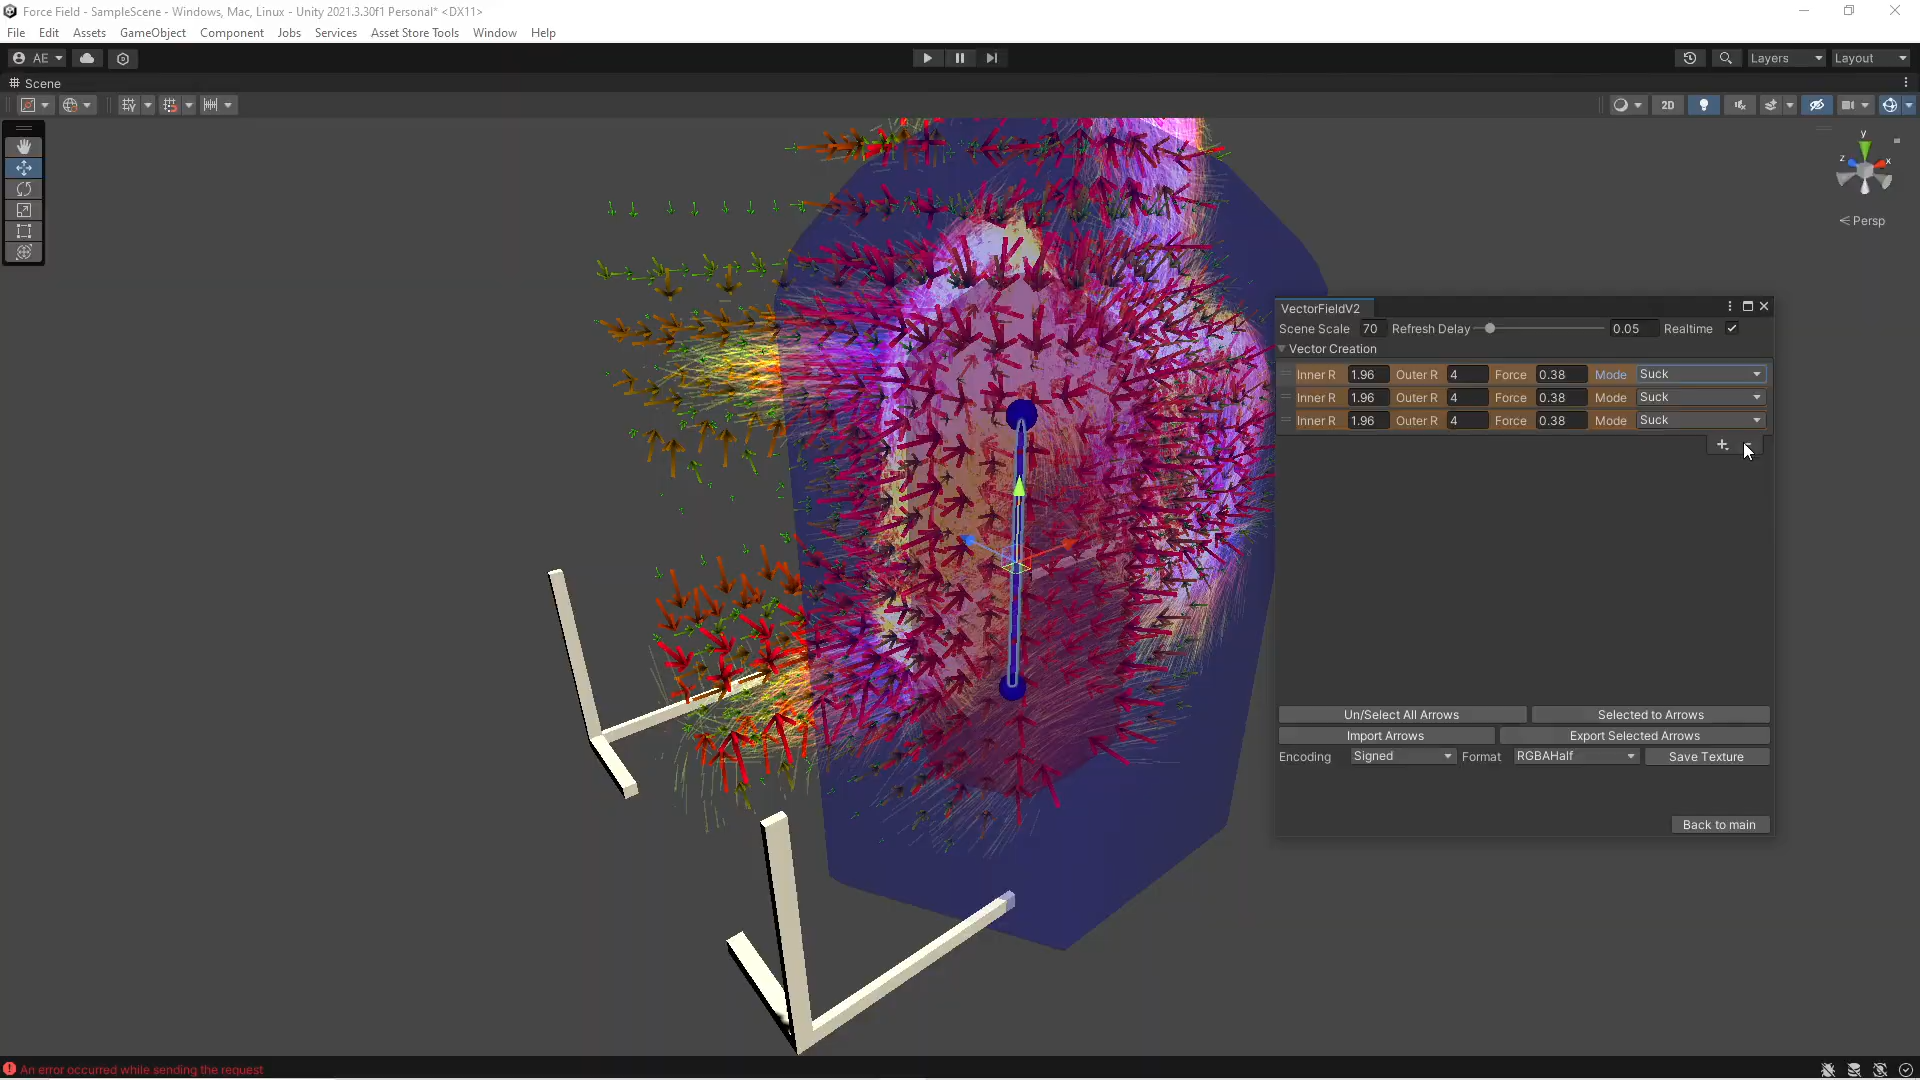 Force Field - SampleScene - Windows, Mac, Linux - Unity 2021.3.30f1 Personal* <DX11>
File Edit Assets GameObject Component Jobs Services Asset Store Tools Window Help
AE Layers Layout
Scene
2D
y
z x
Persp
VectorFieldV2
Scene Scale 70 Refresh Delay 0.05 Realtime
Vector Creation
Inner R 1.96 Outer R 4 Force 0.38 Mode Suck
Inner R 1.96 Outer R 4 Force 0.38 Mode Suck
Inner R 1.96 Outer R 4 Force 0.38 Mode Suck
Un/Select All Arrows Selected to Arrows
Import Arrows Export Selected Arrows
Encoding Signed Format RGBAHalf Save Texture
Back to main
An error occurred while sending the request